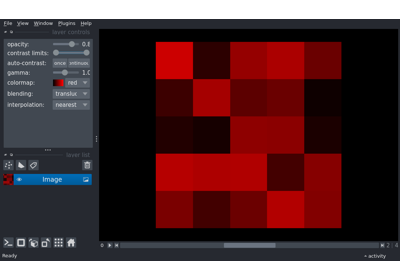 File View Window Plugins Help
layer controls
opacity:
contrast limits:
auto-contrast: once
gamma:
colormap: red
blending:
interpolation: nearest
layer list
Image
Ready
activity